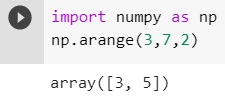 import numpy as np
np.arange(3,7,2)
array([3, 5])